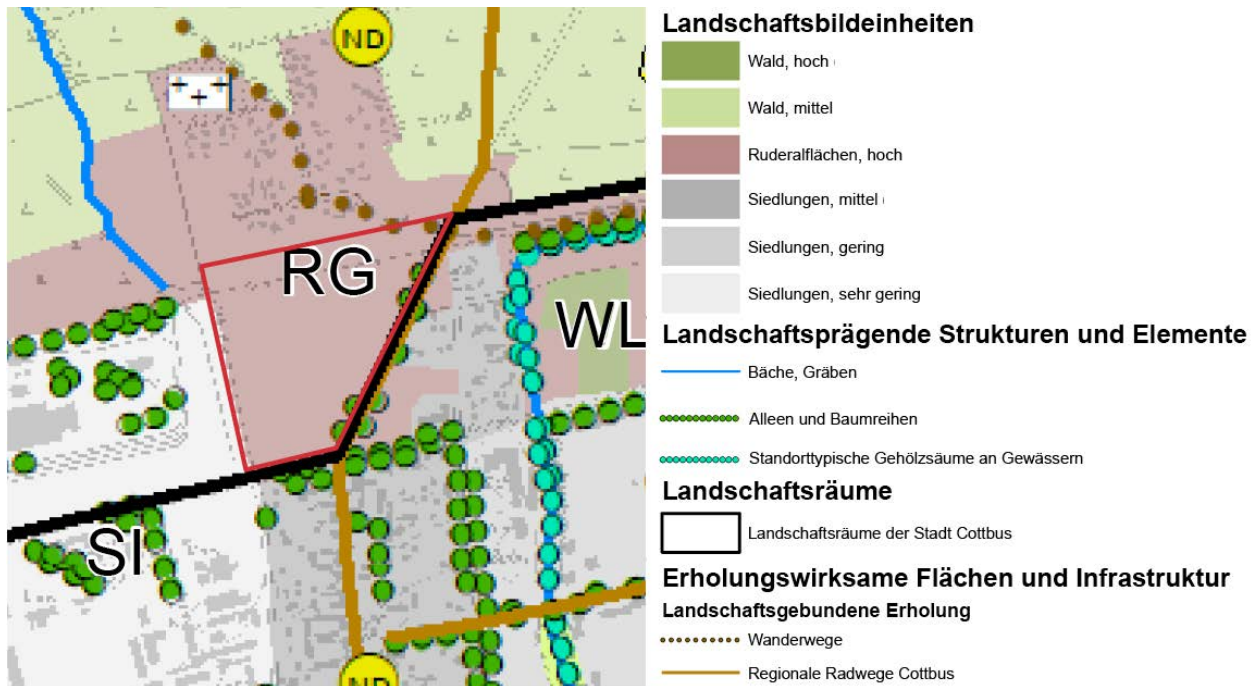 ND
RG
WL
SI
ND
Landschaftsbildeinheiten
Wald, hoch
Wald, mittel
Ruderalflächen, hoch
Siedlungen, mittel
Siedlungen, gering
Siedlungen, sehr gering
Landschaftsprägende Strukturen und Elemente
Bäche, Gräben
Alleen und Baumreihen
Standorttypische Gehölzsäume an Gewässern
Landschaftsräume
Landschaftsräume der Stadt Cottbus
Erholungswirksame Flächen und Infrastruktur
Landschaftsgebundene Erholung
Wanderwege
Regionale Radwege Cottbus